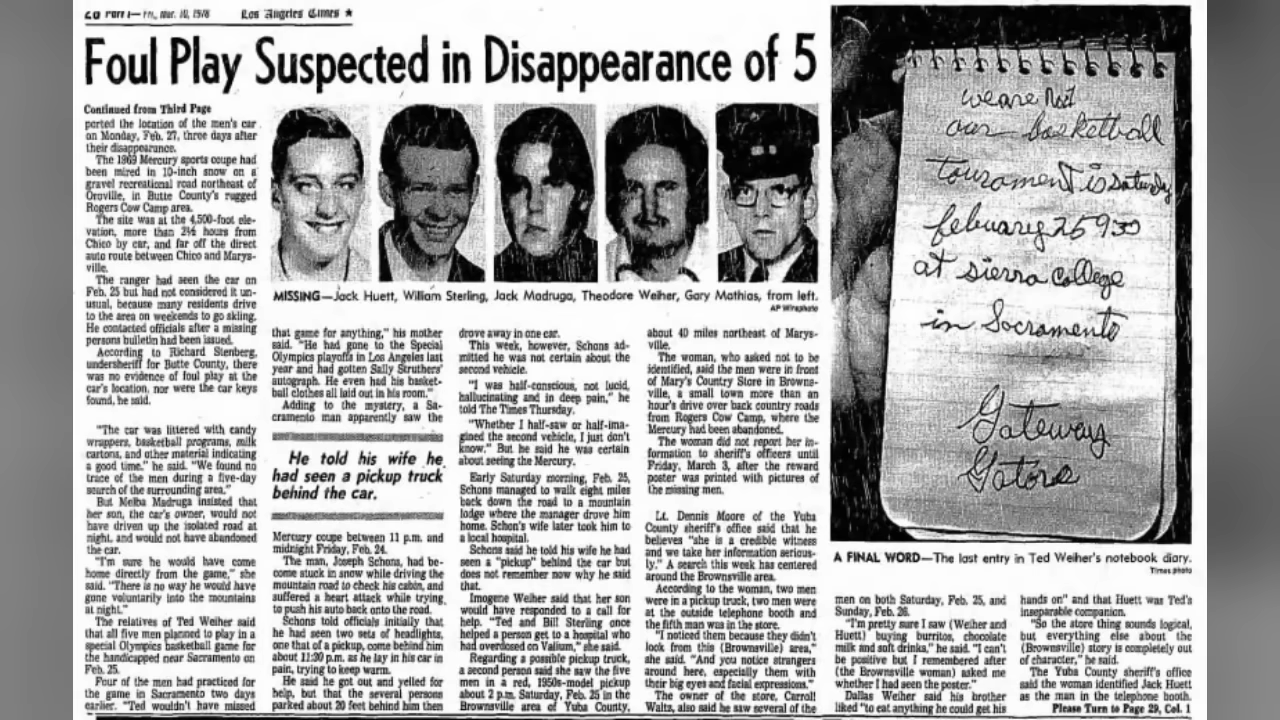 20 Part I—Fri., Mar. 10, 1978 Los Angeles Times ★
Foul Play Suspected in Disappearance of 5
Continued from Third Page
ported the location of the men's car
on Monday, Feb. 27, three days after
their disappearance.
The 1969 Mercury sports coupe had
been mired in 10-inch snow on a
gravel recreational road northeast of
Oroville, in Butte County's rugged
Rogers Cow Camp area.
The site was at the 4,500-foot ele-
vation, more than 2½ hours from
Chico by car, and far off the direct
auto route between Chico and Marys-
ville.
The ranger had seen the car on
Feb. 25 but had not considered it un-
usual, because many residents drive
to the area on weekends to go skiing.
He contacted officials after a missing
persons bulletin had been issued.
According to Richard Stenberg,
undersheriff for Butte County, there
was no evidence of foul play at the
car's location, nor were the car keys
found, he said.
"The car was littered with candy
wrappers, basketball programs, milk
cartons, and other material indicating
a good time," he said. "We found no
trace of the men during a five-day
search of the surrounding area."
But Melba Madruga insisted that
her son, the car's owner, would not
have driven up the isolated road at
night, and would not have abandoned
the car.
"I'm sure he would have come
home directly from the game," she
said. "There is no way he would have
gone voluntarily into the mountains
at night."
The relatives of Ted Weiher said
that all five men planned to play in a
special Olympics basketball game for
the handicapped near Sacramento on
Feb. 25.
Four of the men had practiced for
the game in Sacramento two days
earlier. "Ted wouldn't have missed
MISSING—Jack Huett, William Sterling, Jack Madruga, Theodore Weiher, Gary Mathias, from left.
AP Wirephoto
that game for anything," his mother
said. "He had gone to the Special
Olympics playoffs in Los Angeles last
year and had gotten Sally Struthers'
autograph. He even had his basket-
ball clothes all laid out in his room."
Adding to the mystery, a Sa-
cramento man apparently saw the
He told his wife he
had seen a pickup truck
behind the car.
Mercury coupe between 11 p.m. and
midnight Friday, Feb. 24.
The man, Joseph Schons, had be-
come stuck in snow while driving the
mountain road to check his cabin, and
suffered a heart attack while trying
to push his auto back onto the road.
Schons told officials initially that
he had seen two sets of headlights,
one that of a pickup, come behind him
about 11:30 p.m. as he lay in his car in
pain, trying to keep warm.
He said he got out and yelled for
help, but that the several persons
parked about 20 feet behind him then
drove away in one car.
This week, however, Schons ad-
mitted he was not certain about the
second vehicle.
"I was half-conscious, not lucid,
hallucinating and in deep pain," he
told The Times Thursday.
"Whether I half-saw or half-ima-
gined the second vehicle, I just don't
know." But he said he was certain
about seeing the Mercury.
Early Saturday morning, Feb. 25,
Schons managed to walk eight miles
back down the road to a mountain
lodge where the manager drove him
home. Schon's wife later took him to
a local hospital.
Schons said he told his wife he had
seen a "pickup" behind the car but
does not remember now why he said
that.
Imogene Weiher said that her son
would have responded to a call for
help. "Ted and Bill Sterling once
helped a person get to a hospital who
had overdosed on Valium," she said.
Regarding a possible pickup truck,
a second person said she saw the five
men in a red, 1950s-model pickup
about 2 p.m. Saturday, Feb. 25 in the
Brownsville area of Yuba County,
about 40 miles northeast of Marys-
ville.
The woman, who asked not to be
identified, said the men were in front
of Mary's Country Store in Browns-
ville, a small town more than an
hour's drive over back country roads
from Rogers Cow Camp, where the
Mercury had been abandoned.
The woman did not report her in-
formation to sheriff's officers until
Friday, March 3, after the reward
poster was printed with pictures of
the missing men.
Lt. Dennis Moore of the Yuba
County sheriff's office said that he
believes "she is a credible witness
and we take her information serious-
ly." A search this week has centered
around the Brownsville area.
According to the woman, two men
were in a pickup truck, two men were
at the outside telephone booth and
the fifth man was in the store.
"I noticed them because they didn't
look from this (Brownsville) area,"
she said. "And you notice strangers
around here, especially them with
their big eyes and facial expressions."
The owner of the store, Carroll
Waltz, also said he saw several of the
we are Not
our basketball
tourament is Saturday
february 25 9 30
at sierra college
in Socramento
Gateway
Gators
A FINAL WORD—The last entry in Ted Weiher's notebook diary.
Times photo
men on both Saturday, Feb. 25, and
Sunday, Feb. 26.
"I'm pretty sure I saw (Weiher and
Huett) buying burritos, chocolate
milk and soft drinks," he said. "I can't
be positive but I remembered after
(the Brownsville woman) asked me
whether I had seen the poster."
Dallas Weiher said his brother
liked "to eat anything he could get his
hands on" and that Huett was Ted's
inseparable companion.
"So the store thing sounds logical,
but everything else about the
(Brownsville) story is completely out
of character," he said.
The Yuba County sheriff's office
said the woman identified Jack Huett
as the man in the telephone booth.
Please Turn to Page 29, Col. 1